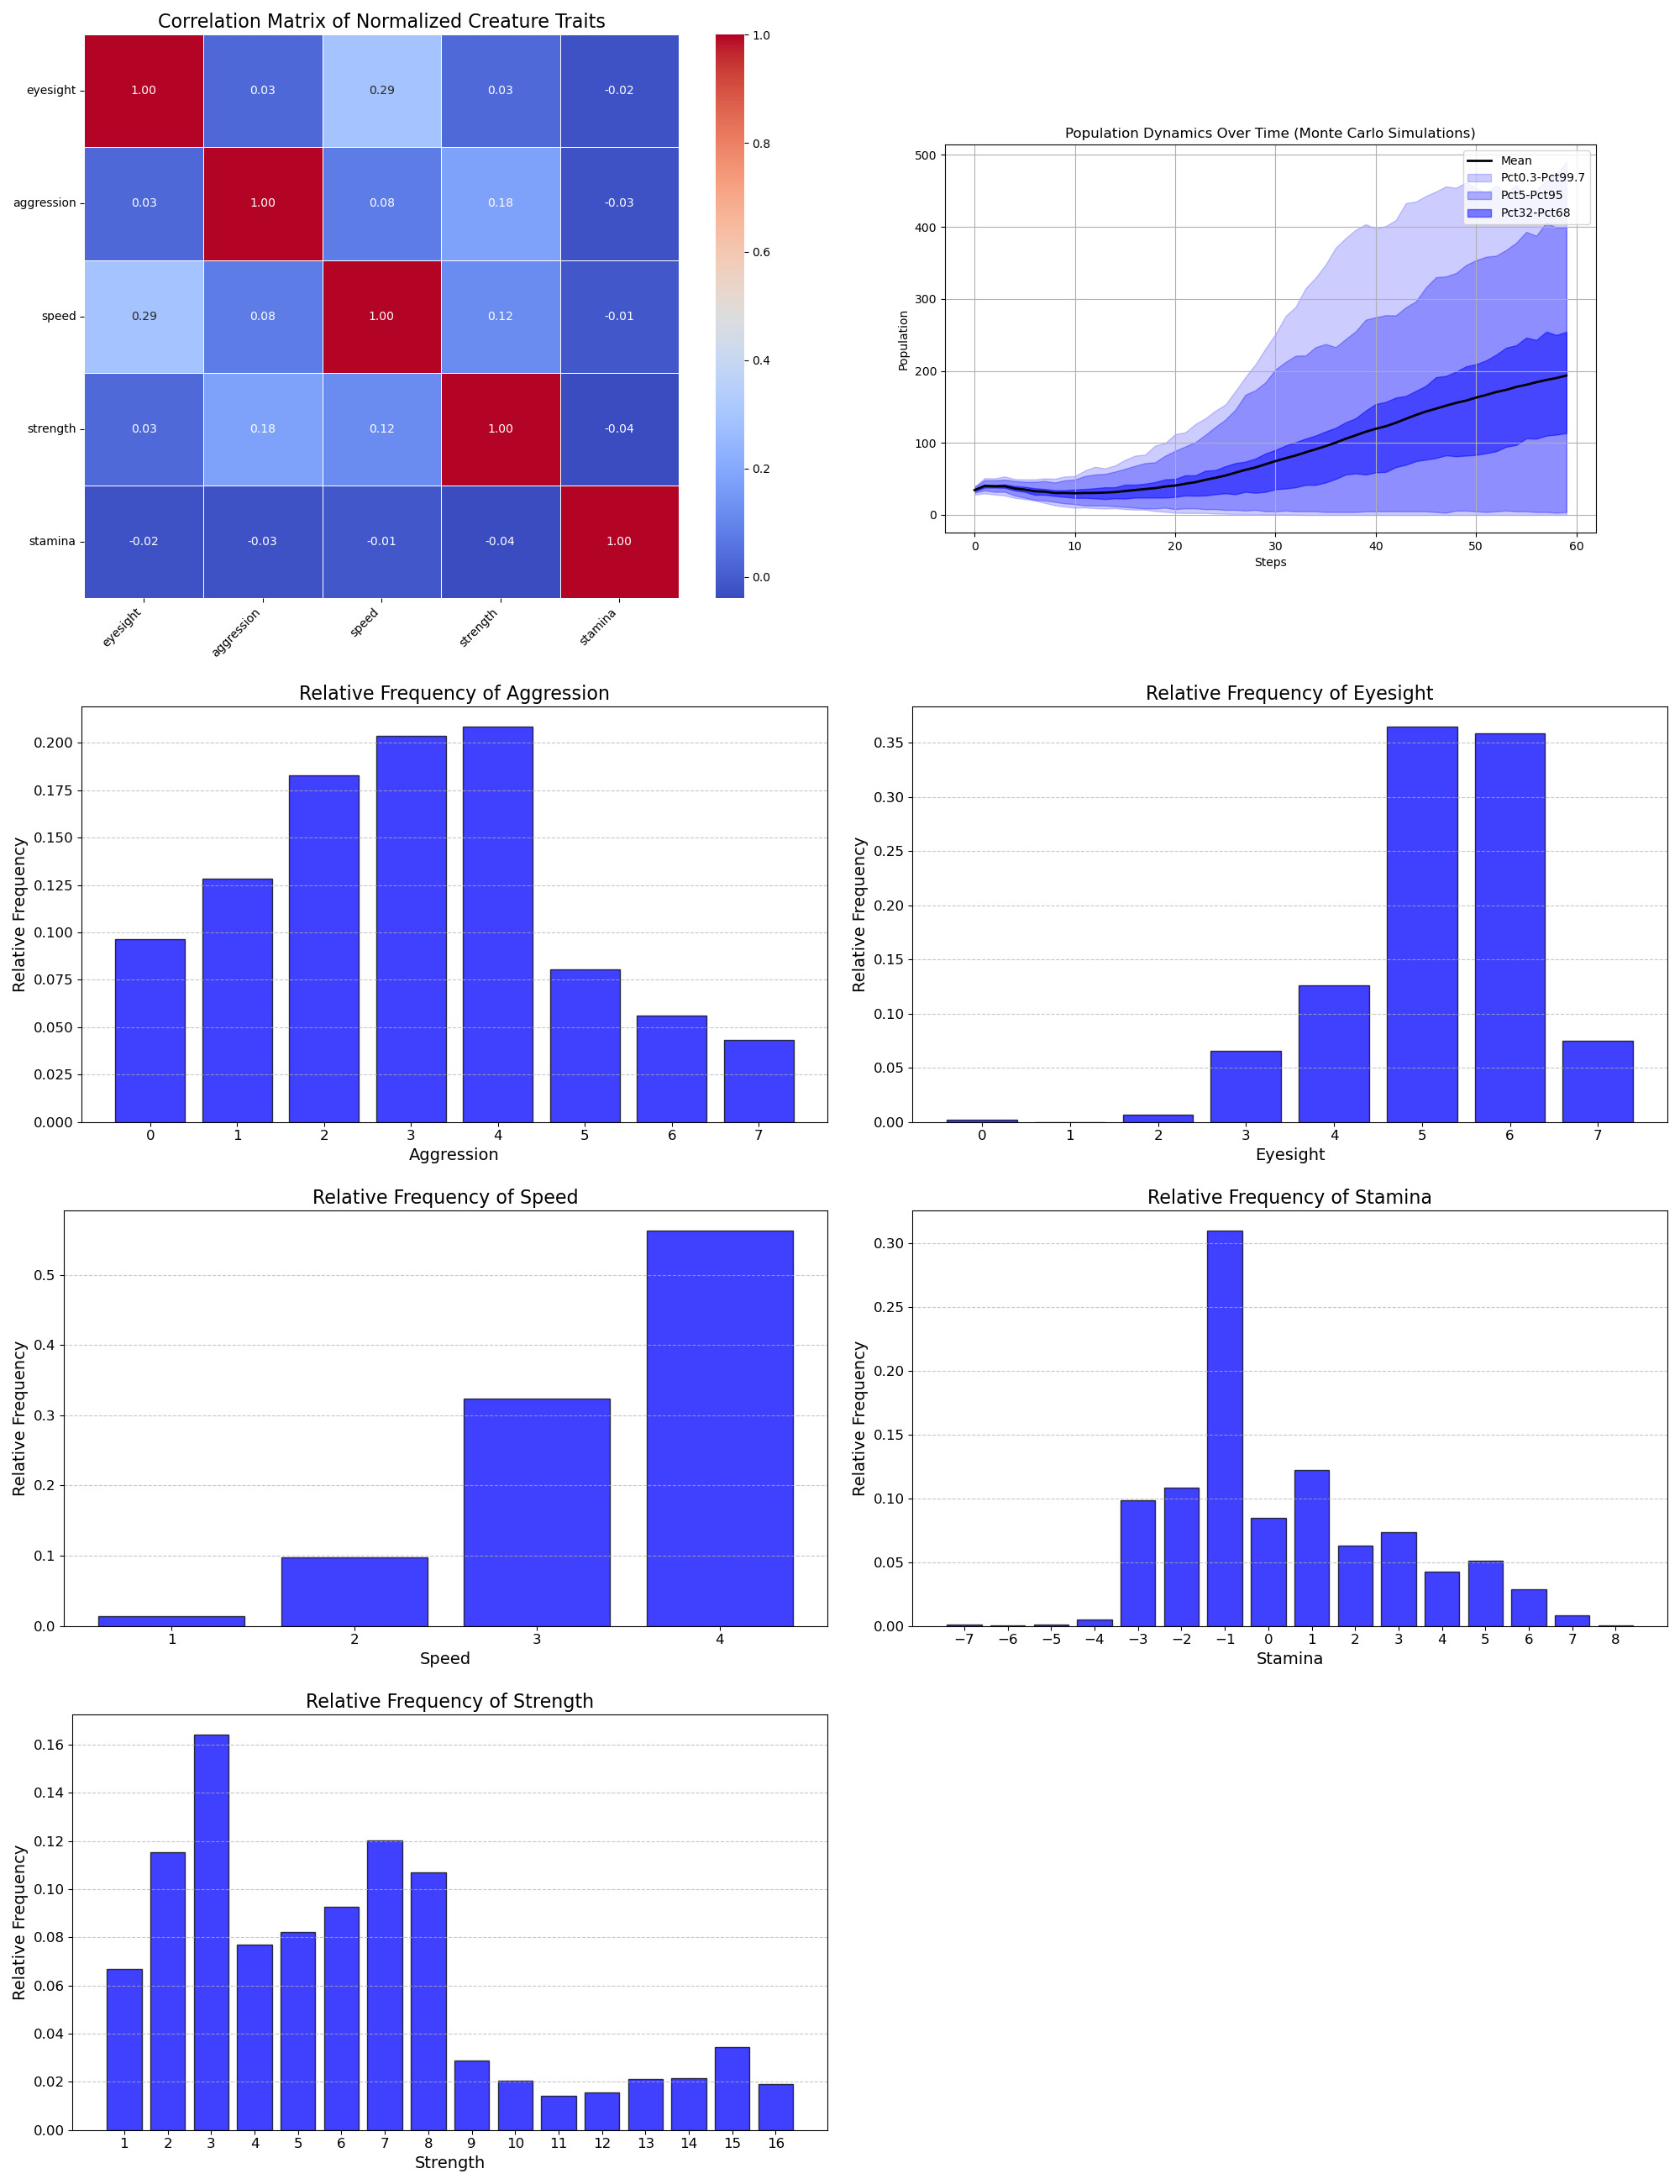 Correlation Matrix of Normalized Creature Traits
eyesight 1.00 0.03 0.29 0.03 -0.02
aggression 0.03 1.00 0.08 0.18 -0.03
speed 0.29 0.08 1.00 0.12 -0.01
strength 0.03 0.18 0.12 1.00 -0.04
stamina -0.02 -0.03 -0.01 -0.04 1.00
eyesight aggression speed strength stamina
1.0
0.8
0.6
0.4
0.2
0.0
Population Dynamics Over Time (Monte Carlo Simulations)
Mean
Pct0.3-Pct99.7
Pct5-Pct95
Pct32-Pct68
500
400
300
200
100
0
Population
0 10 20 30 40 50 60
Steps
Relative Frequency of Aggression
0.200
0.175
0.150
0.125
0.100
0.075
0.050
0.025
0.000
Relative Frequency
0 1 2 3 4 5 6 7
Aggression
Relative Frequency of Eyesight
0.35
0.30
0.25
0.20
0.15
0.10
0.05
0.00
Relative Frequency
0 1 2 3 4 5 6 7
Eyesight
Relative Frequency of Speed
0.5
0.4
0.3
0.2
0.1
0.0
Relative Frequency
1 2 3 4
Speed
Relative Frequency of Stamina
0.30
0.25
0.20
0.15
0.10
0.05
0.00
Relative Frequency
−7 −6 −5 −4 −3 −2 −1 0 1 2 3 4 5 6 7 8
Stamina
Relative Frequency of Strength
0.16
0.14
0.12
0.10
0.08
0.06
0.04
0.02
0.00
Relative Frequency
1 2 3 4 5 6 7 8 9 10 11 12 13 14 15 16
Strength